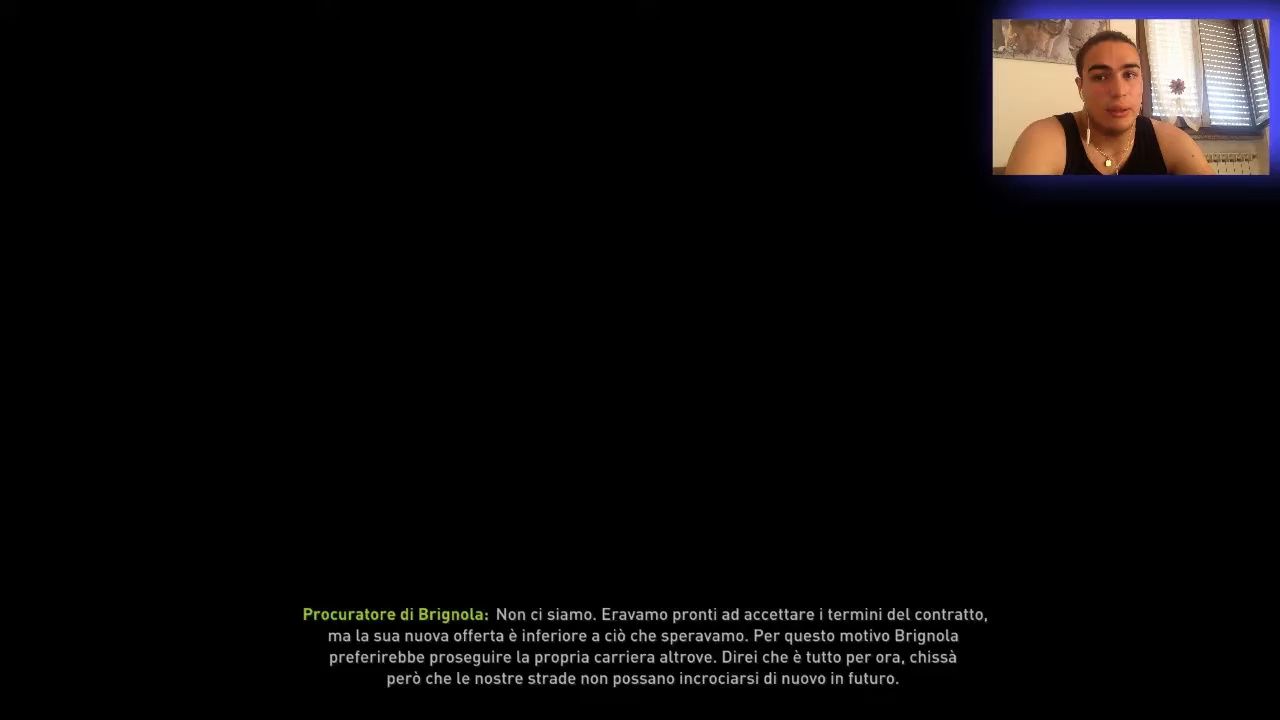 Procuratore di Brignola: Non ci siamo. Eravamo pronti ad accettare i termini del contratto,
ma la sua nuova offerta è inferiore a ciò che speravamo. Per questo motivo Brignola
preferirebbe proseguire la propria carriera altrove. Direi che è tutto per ora, chissà
però che le nostre strade non possano incrociarsi di nuovo in futuro.